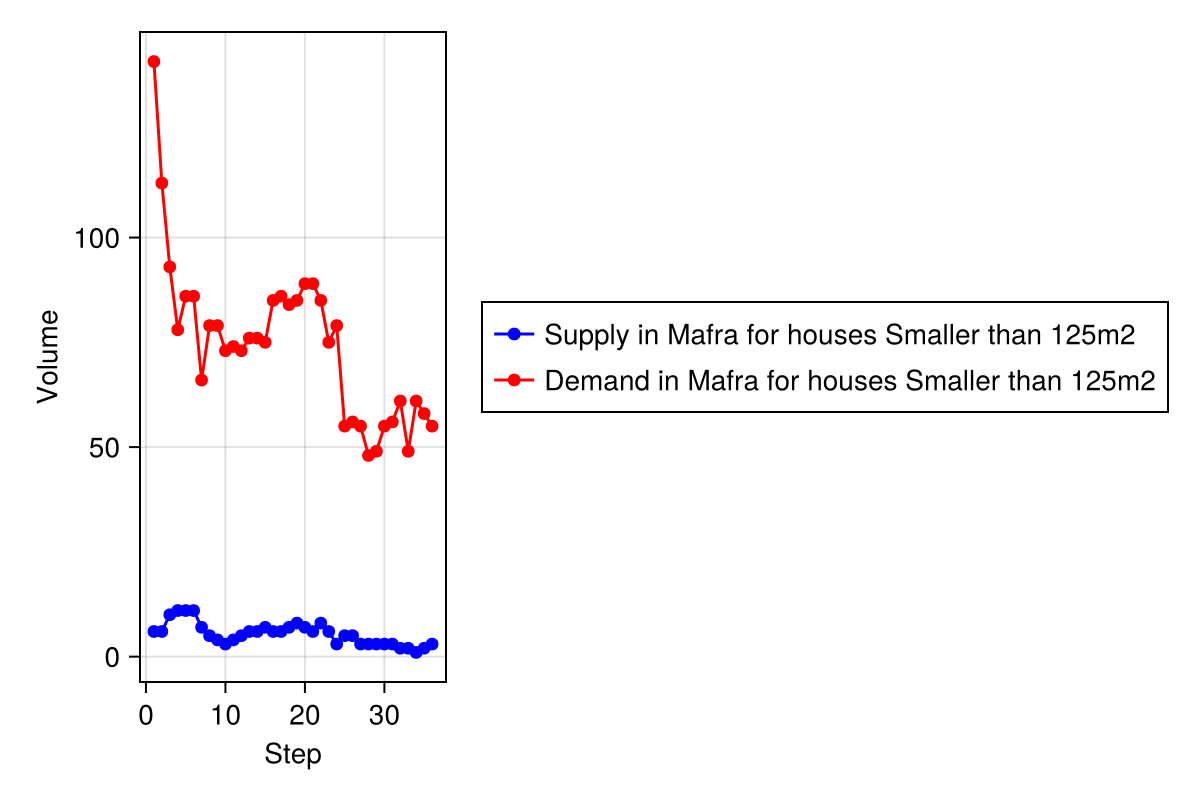 Volume
100
50
0
0 10 20 30
Step
Supply in Mafra for houses Smaller than 125m2
Demand in Mafra for houses Smaller than 125m2